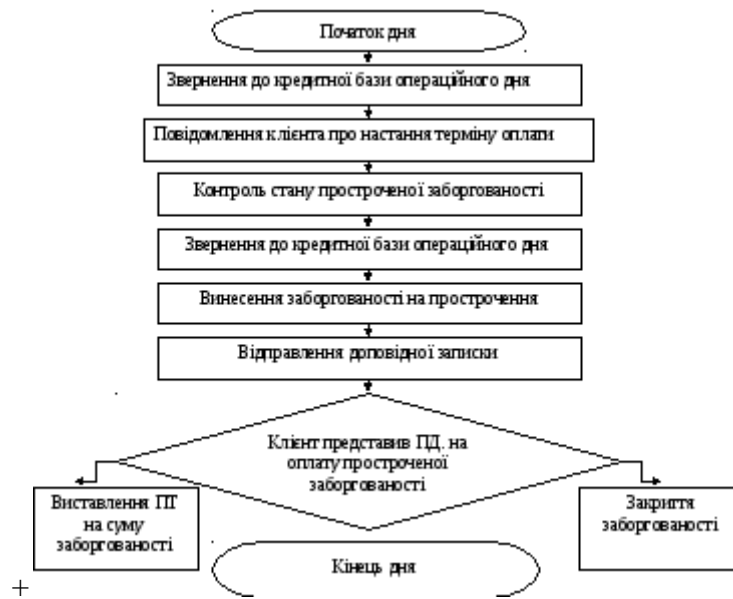 Початок дня
Звернення до кредитної бази операційного дня
Повідомлення клієнта про настання терміну оплати
Контроль стану простроченої заборгованості
Звернення до кредитної бази операційного дня
Винесення заборгованості на прострочення
Відправлення доповідної записки
Клієнт представив ПД. на
оплату простроченої
заборгованості
Виставлення ПТ
на суму
заборгованості
Закриття
заборгованості
Кінець дня